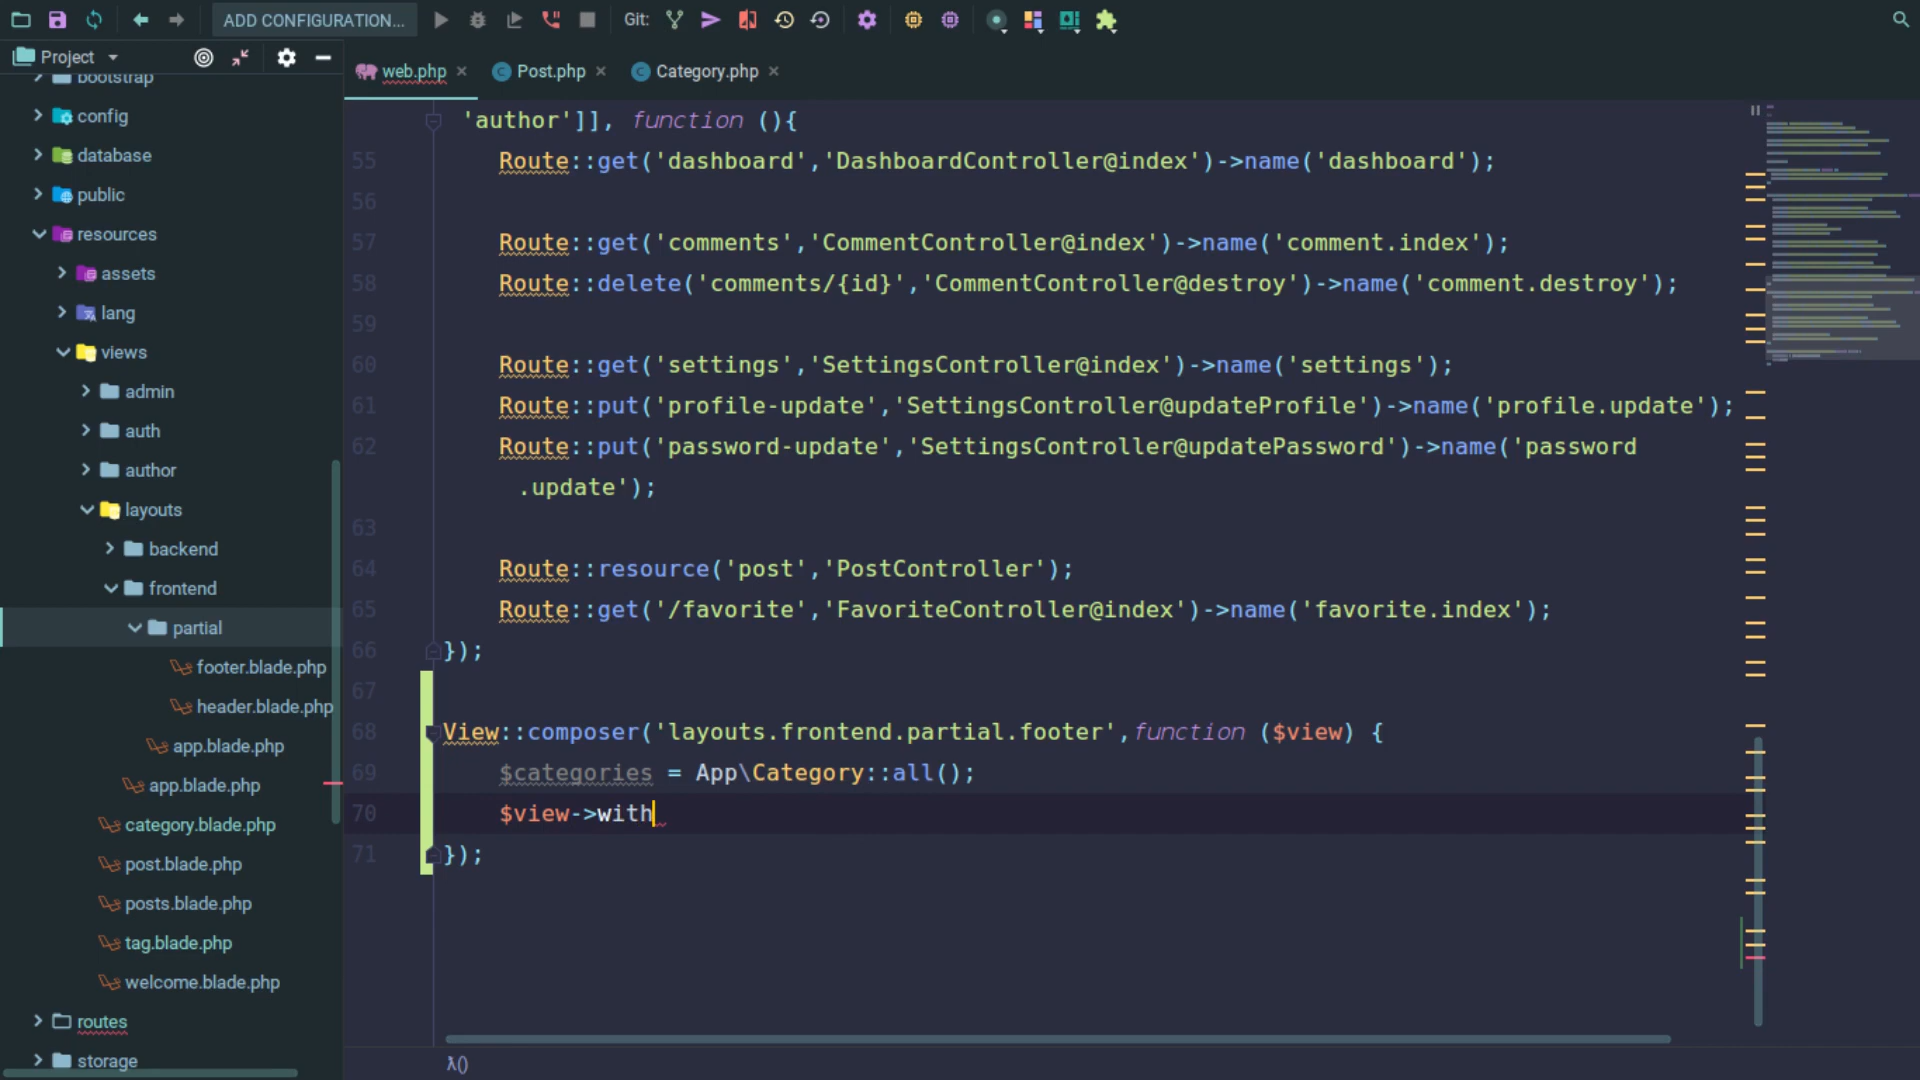 ADD CONFIGURATION... Git:
Project
web.php Post.php Category.php
bootstrap
config
database
public
resources
assets
lang
views
admin
auth
author
layouts
backend
frontend
partial
footer.blade.php
header.blade.php
app.blade.php
app.blade.php
category.blade.php
post.blade.php
posts.blade.php
tag.blade.php
welcome.blade.php
routes
storage
'author']], function (){
55 Route::get('dashboard','DashboardController@index')->name('dashboard');
56
57 Route::get('comments','CommentController@index')->name('comment.index');
58 Route::delete('comments/{id}','CommentController@destroy')->name('comment.destroy');
59
60 Route::get('settings','SettingsController@index')->name('settings');
61 Route::put('profile-update','SettingsController@updateProfile')->name('profile.update');
62 Route::put('password-update','SettingsController@updatePassword')->name('password
.update');
63
64 Route::resource('post','PostController');
65 Route::get('/favorite','FavoriteController@index')->name('favorite.index');
66 });
67
68 View::composer('layouts.frontend.partial.footer',function ($view) {
69 $categories = App\Category::all();
70 $view->with
71 });
λ()